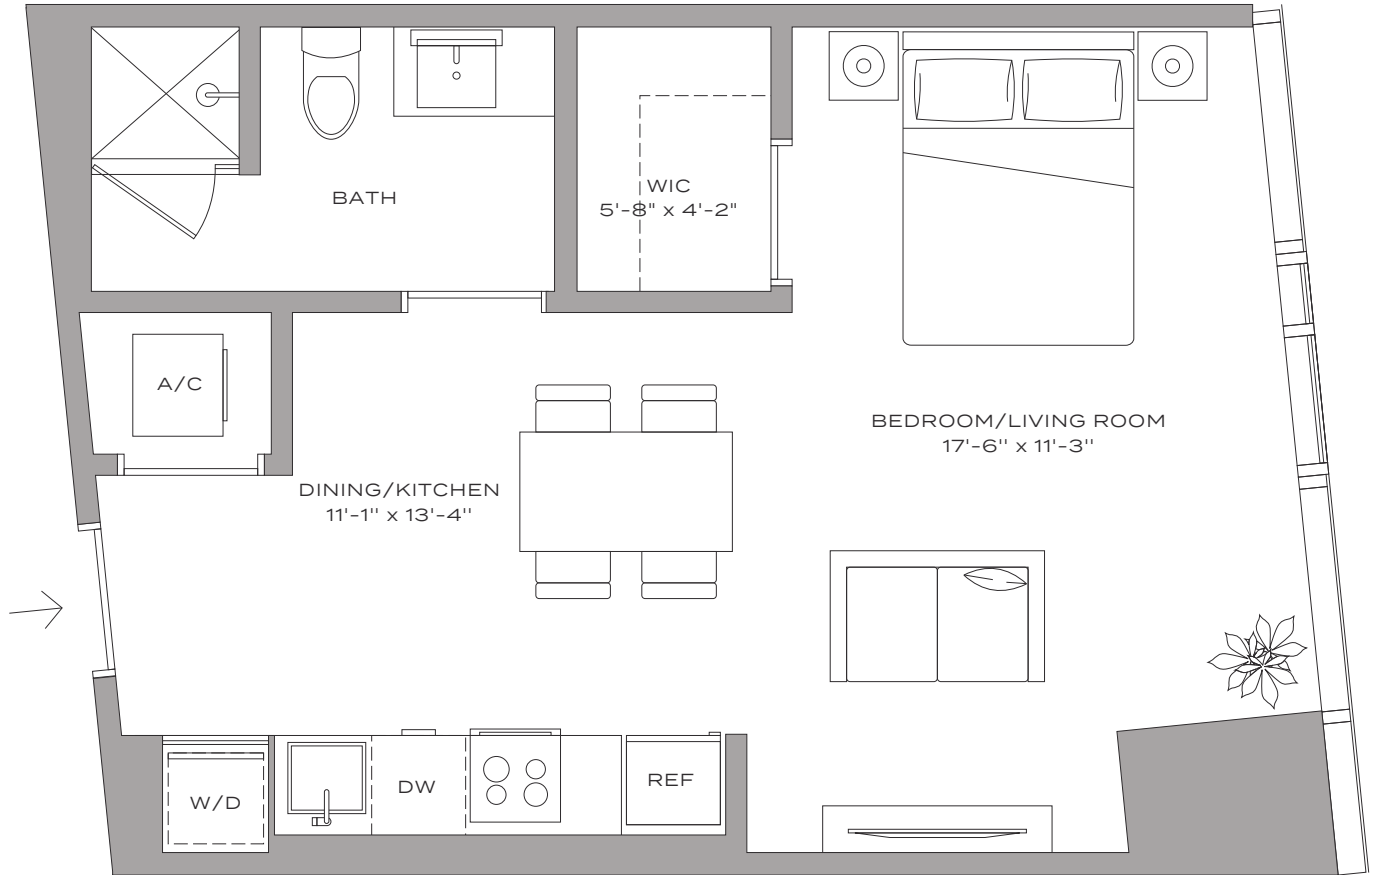 BATH
WIC
5'-8" x 4'-2"
A/C
BEDROOM/LIVING ROOM
17'-6'' x 11'-3''
DINING/KITCHEN
11'-1'' x 13'-4''
W/D
DW
REF